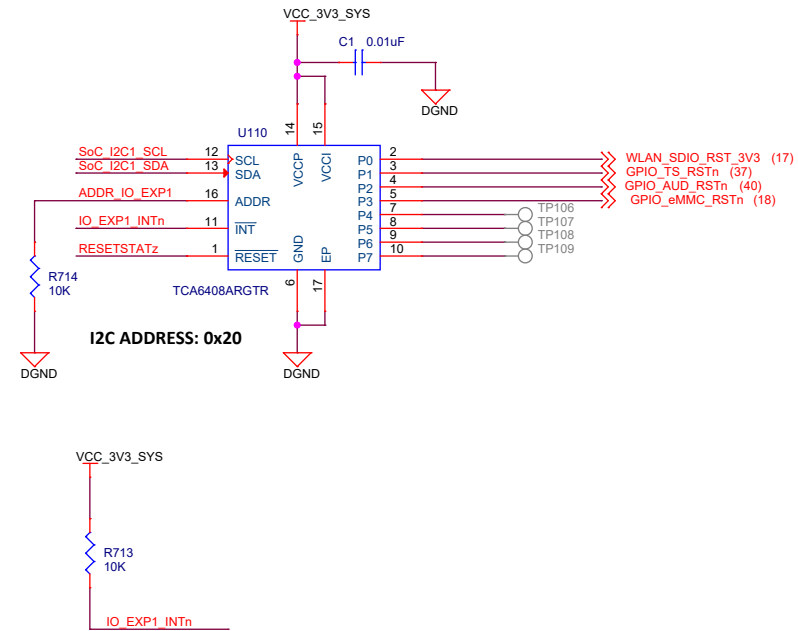 VCC_3V3_SYS
C1 0.01uF
DGND
U110
14
15
SoC_I2C1_SCL 12 SCL VCCP VCCI P0 2 WLAN_SDIO_RST_3V3 (17)
SoC_I2C1_SDA 13 SDA P1 3 GPIO_TS_RSTn (37)
P2 4 GPIO_AUD_RSTn (40)
ADDR_IO_EXP1 16 ADDR P3 5 GPIO_eMMC_RSTn (18)
P4 7 TP106
IO_EXP1_INTn 11 INT P5 8 TP107
P6 9 TP108
RESETSTATz 1 RESET GND EP P7 10 TP109
6
17
R714
10K
TCA6408ARGTR
I2C ADDRESS: 0x20
DGND
DGND
VCC_3V3_SYS
R713
10K
IO_EXP1_INTn